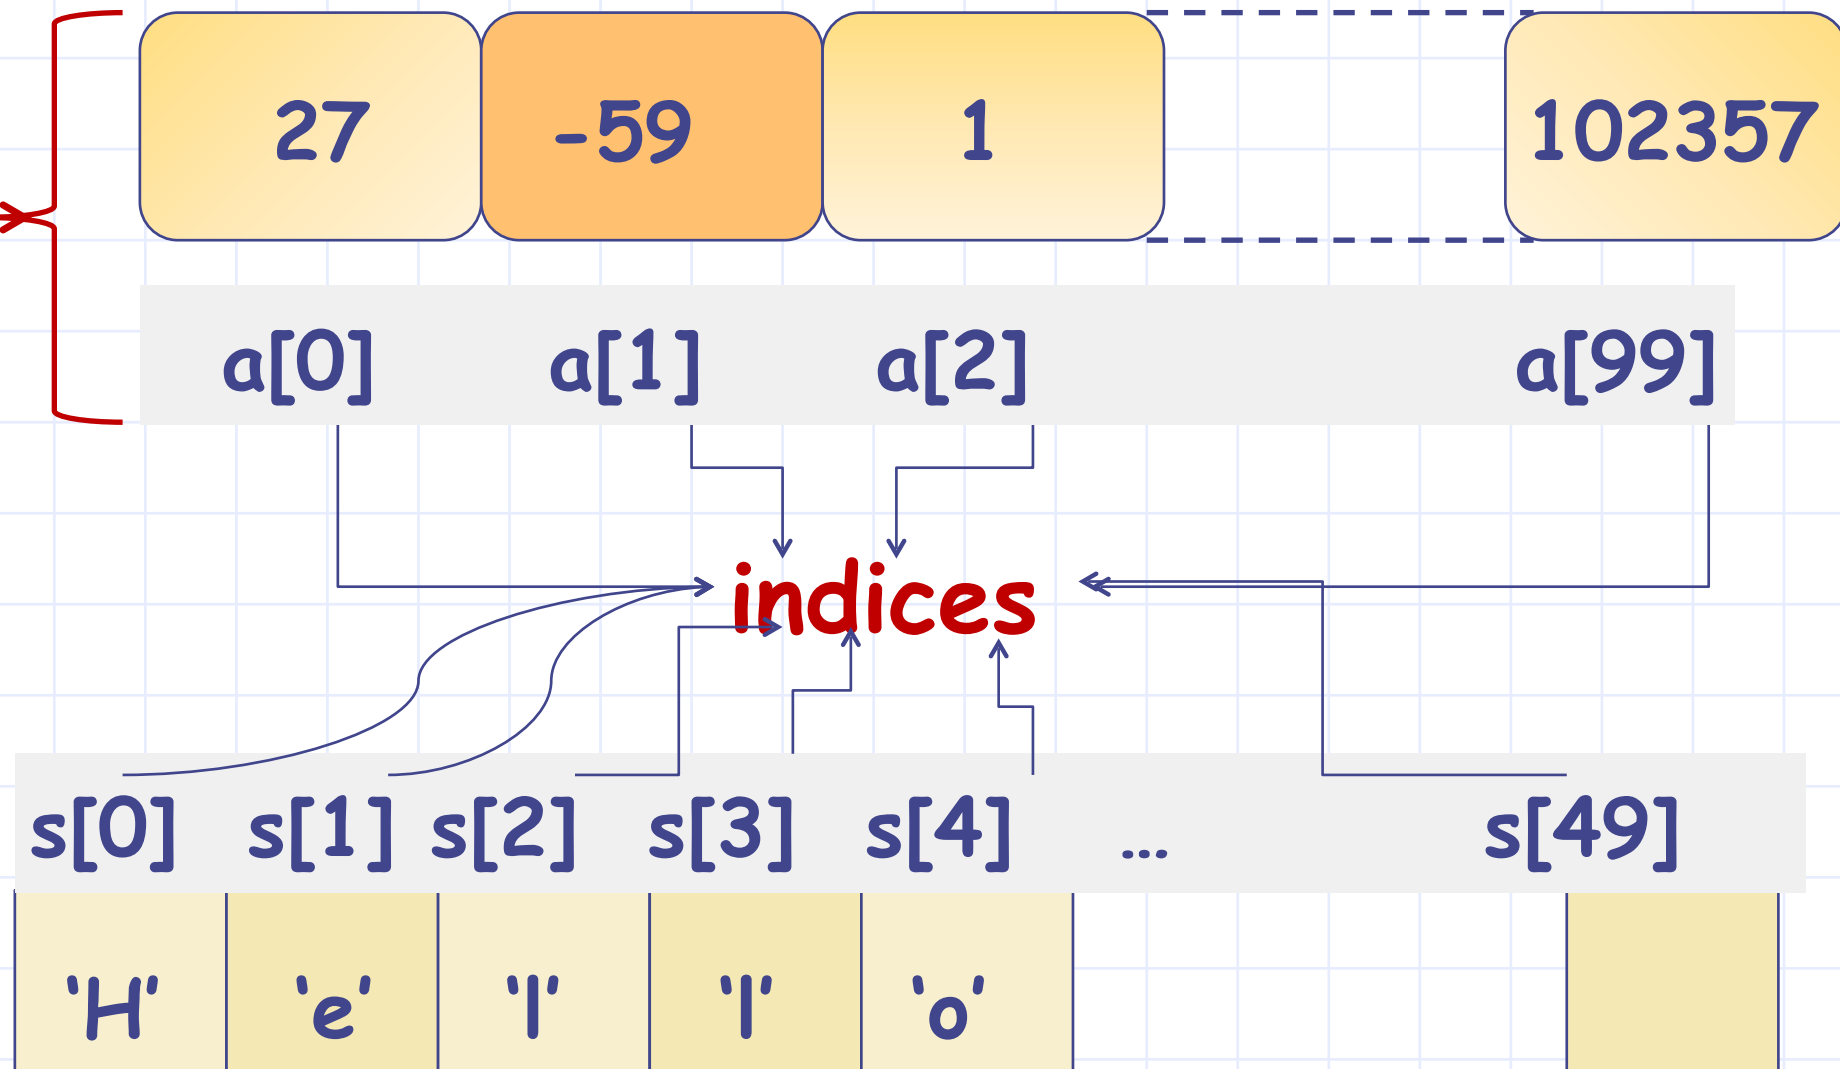 27 -59 1 102357
a[0] a[1] a[2] a[99]
indices
s[0] s[1] s[2] s[3] s[4] ... s[49]
'H' 'e' 'l' 'l' 'o'